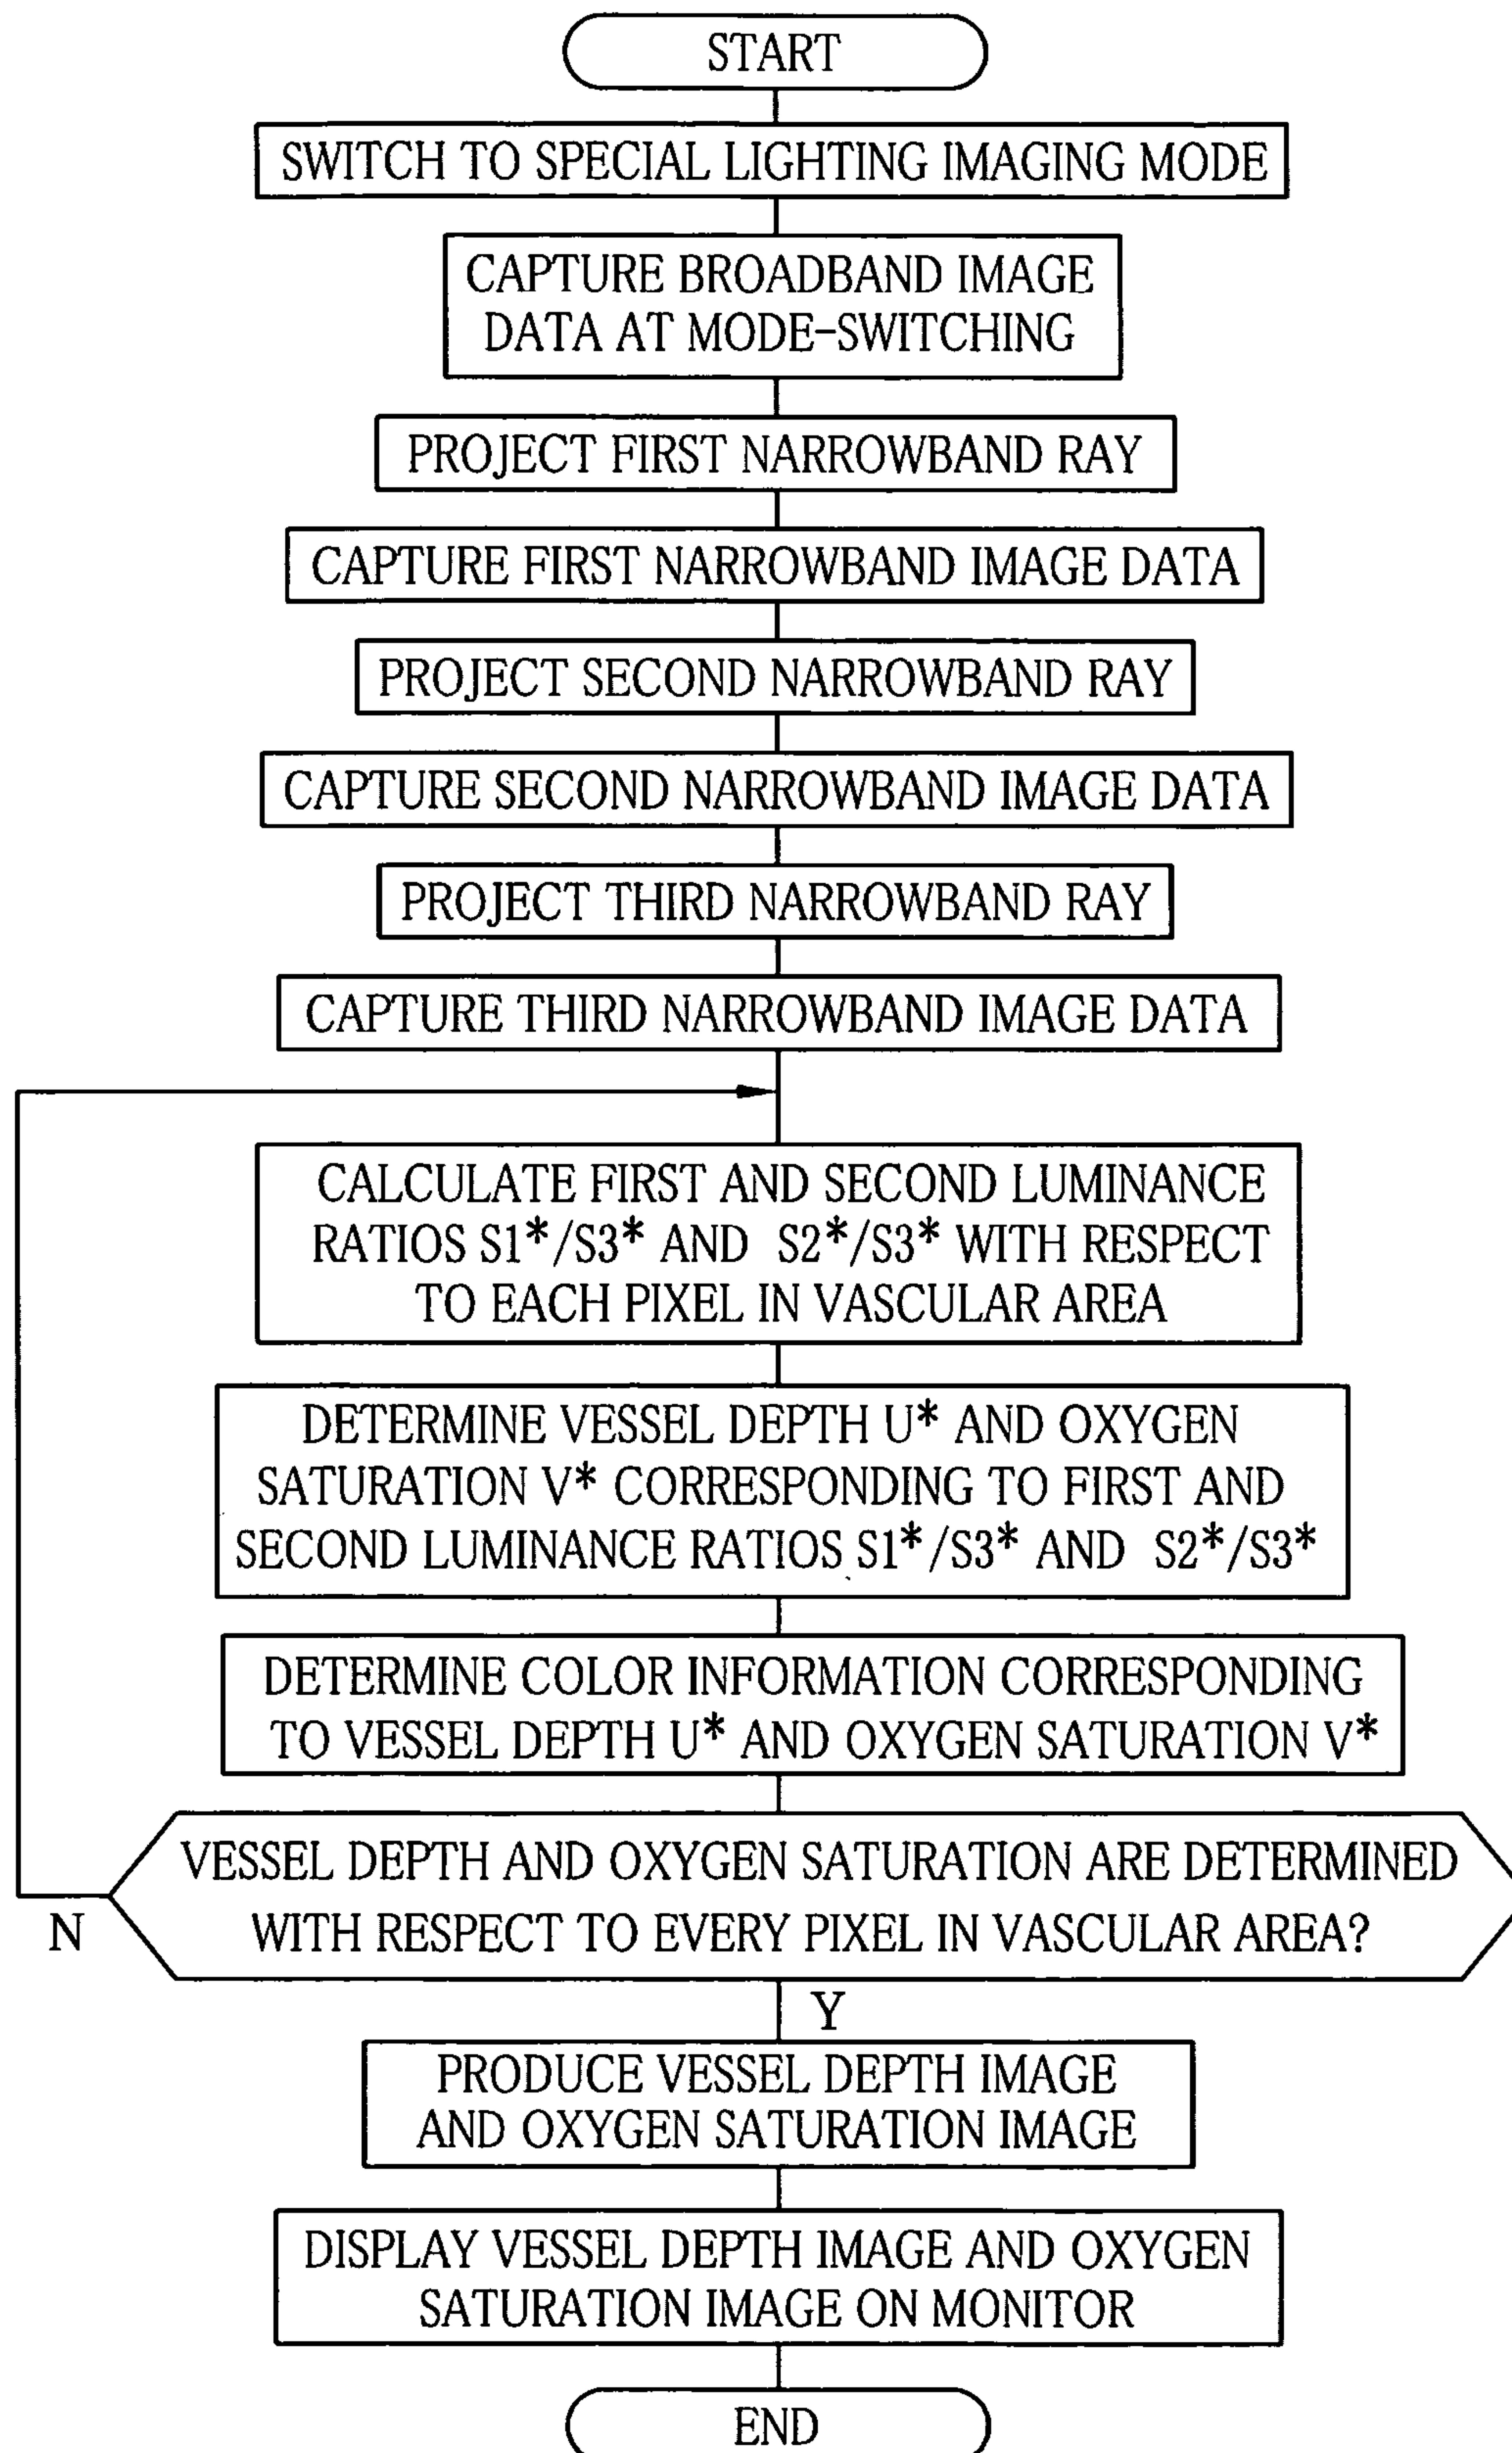 START
SWITCH TO SPECIAL LIGHTING IMAGING MODE
CAPTURE BROADBAND IMAGE
DATA AT MODE-SWITCHING
PROJECT FIRST NARROWBAND RAY
CAPTURE FIRST NARROWBAND IMAGE DATA
PROJECT SECOND NARROWBAND RAY
CAPTURE SECOND NARROWBAND IMAGE DATA
PROJECT THIRD NARROWBAND RAY
CAPTURE THIRD NARROWBAND IMAGE DATA
CALCULATE FIRST AND SECOND LUMINANCE
RATIOS S1*/S3* AND S2*/S3* WITH RESPECT
TO EACH PIXEL IN VASCULAR AREA
DETERMINE VESSEL DEPTH U* AND OXYGEN
SATURATION V* CORRESPONDING TO FIRST AND
SECOND LUMINANCE RATIOS S1*/S3* AND S2*/S3*
DETERMINE COLOR INFORMATION CORRESPONDING
TO VESSEL DEPTH U* AND OXYGEN SATURATION V*
VESSEL DEPTH AND OXYGEN SATURATION ARE DETERMINED
WITH RESPECT TO EVERY PIXEL IN VASCULAR AREA?
N
Y
PRODUCE VESSEL DEPTH IMAGE
AND OXYGEN SATURATION IMAGE
DISPLAY VESSEL DEPTH IMAGE AND OXYGEN
SATURATION IMAGE ON MONITOR
END